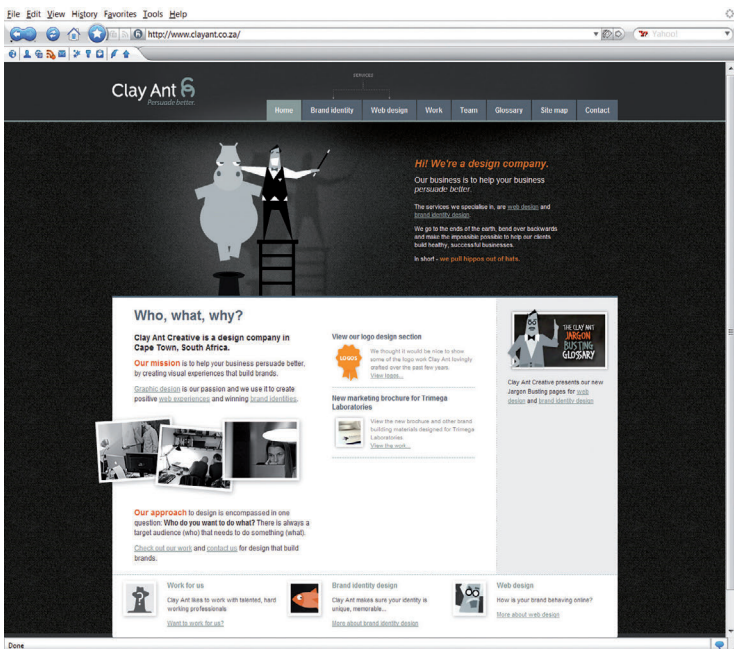 File Edit View History Favorites Tools Help
http://www.clayant.co.za/
Yahoo!
Clay Ant
Persuade better.
SERVICES
Home Brand identity Web design Work Team Glossary Site map Contact
Hi! We're a design company.
Our business is to help your business
persuade better.
The services we specialise in, are web design and
brand identity design.
We go to the ends of the earth, bend over backwards
and make the impossible possible to help our clients
build healthy, successful businesses.
In short - we pull hippos out of hats.
Who, what, why?
Clay Ant Creative is a design company in
Cape Town, South Africa.
Our mission is to help your business persuade better,
by creating visual experiences that build brands.
Graphic design is our passion and we use it to create
positive web experiences and winning brand identities.
Our approach to design is encompassed in one
question: Who do you want to do what? There is always a
target audience (who) that needs to do something (what).
Check out our work and contact us for design that build
brands.
View our logo design section
LOGOS
We thought it would be nice to show
some of the logo work Clay Ant lovingly
crafted over the past few years.
View team...
New marketing brochure for Trimega
Laboratories
View the new brochure and other brand
building materials designed for Trimega
Laboratories
View the work...
THE CLAY ANT
JARGON
BUSTING
GLOSSARY
Clay Ant Creative presents our new
Jargon Busting pages for web
design and brand identity design
Work for us
Clay Ant likes to work with talented, hard
working professionals
Want to work for us?
Brand identity design
Clay Ant makes sure your identity is
unique, memorable...
More about brand identity design
Web design
How is your brand behaving online?
More about web design
Done